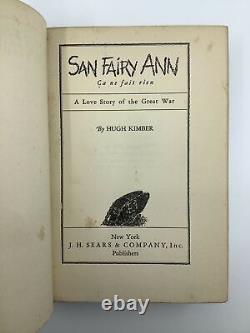 SAN FAIRY ANN
Ça ne fait rien
A Love Story of the Great War
By HUGH KIMBER
New York
J. H. SEARS & COMPANY, Inc.
Publishers